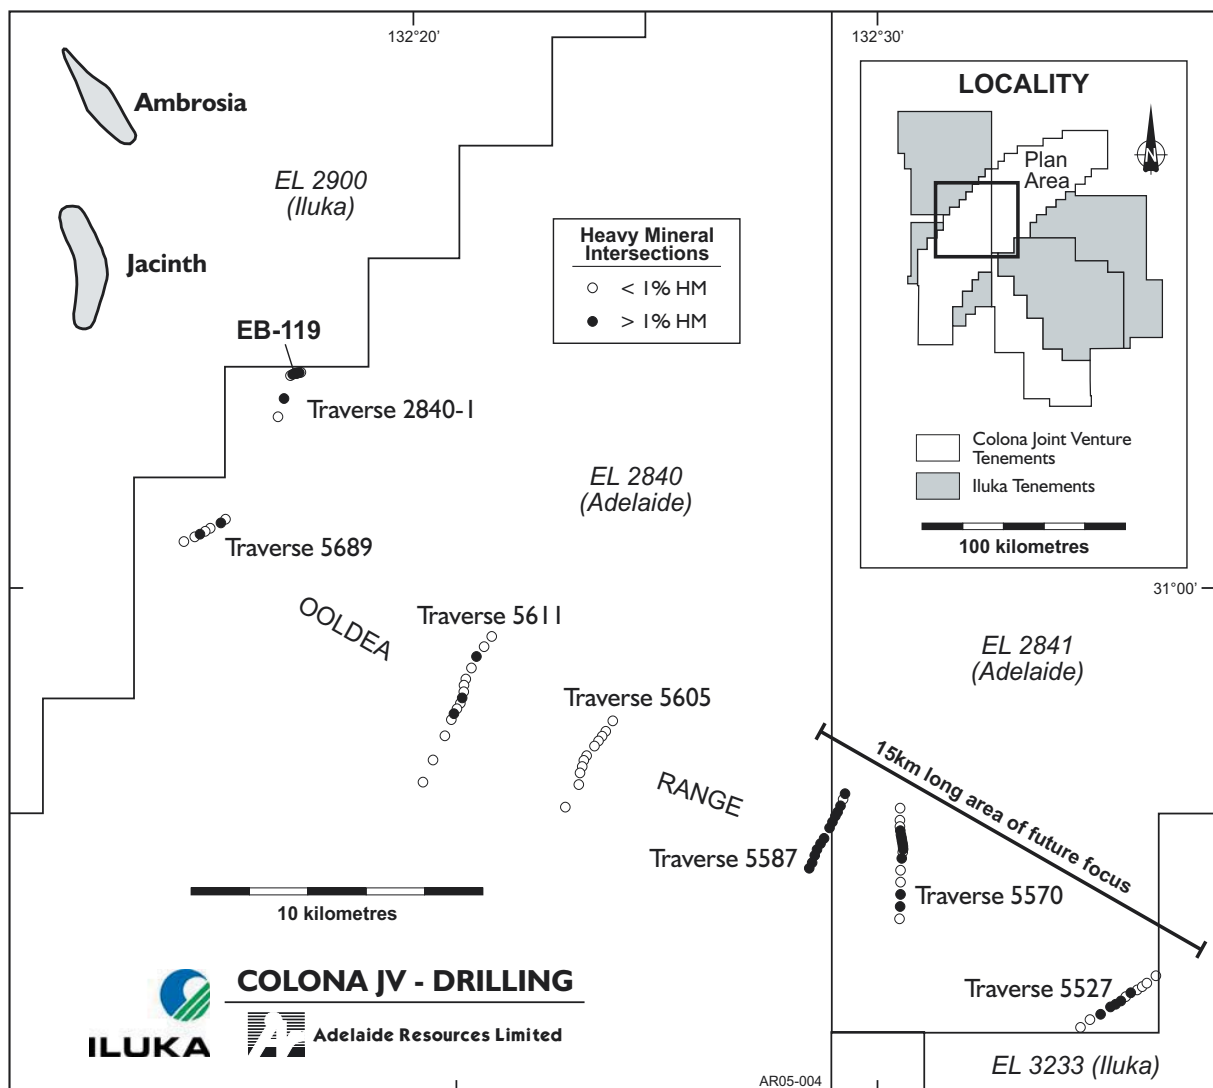 132°20'
132°30'
Ambrosia
EL 2900
(Iluka)
Jacinth
LOCALITY
Plan
Area
N
Heavy Mineral
Intersections
< 1% HM
> 1% HM
EB-119
Traverse 2840-1
Colona Joint Venture
Tenements
Iluka Tenements
100 kilometres
EL 2840
(Adelaide)
Traverse 5689
31°00'
OOLDEA
Traverse 5611
EL 2841
(Adelaide)
Traverse 5605
15km long area of future focus
RANGE
Traverse 5587
Traverse 5570
10 kilometres
COLONA JV - DRILLING
Traverse 5527
ILUKA
Adelaide Resources Limited
EL 3233 (Iluka)
AR05-004